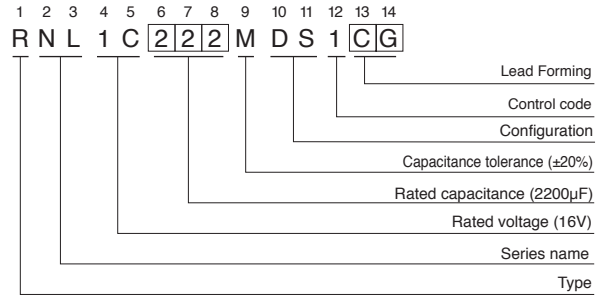 1 2 3 4 5 6 7 8 9 10 11 12 13 14
R N L 1 C 2 2 2 M D S 1 C G
Lead Forming
Control code
Configuration
Capacitance tolerance (±20%)
Rated capacitance (2200µF)
Rated voltage (16V)
Series name
Type